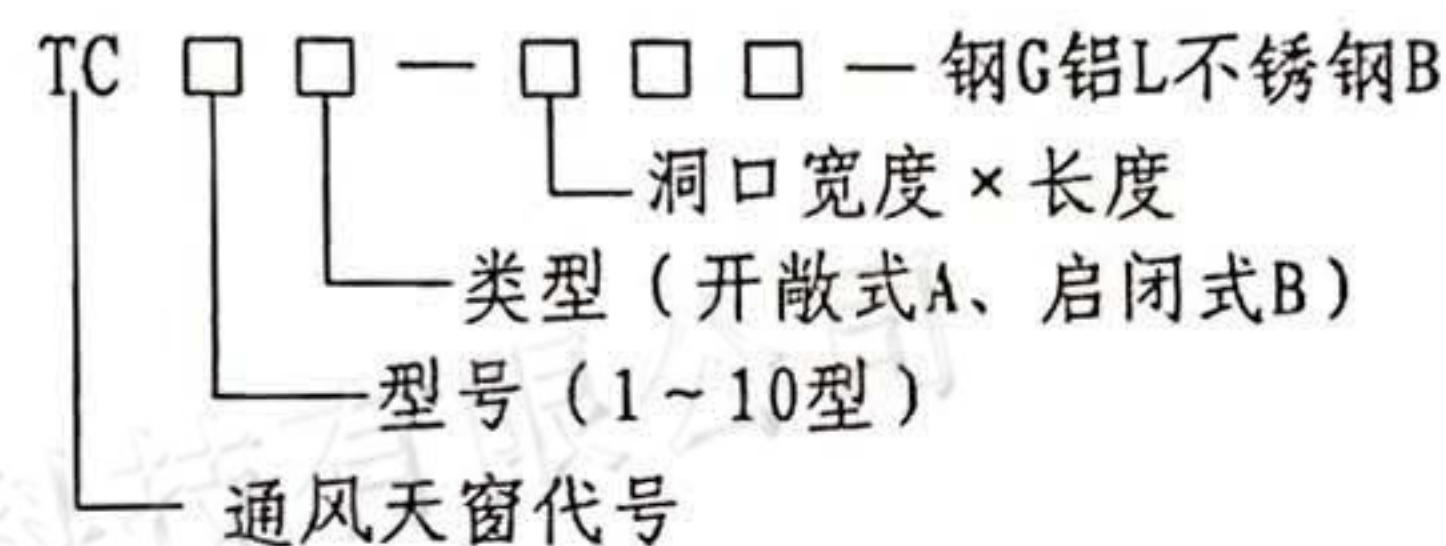 TC □ □ — □ □ □ — 钢G铝L不锈钢B
洞口宽度 × 长度
类型（开敞式A、启闭式B）
型号（1~10型）
通风天窗代号